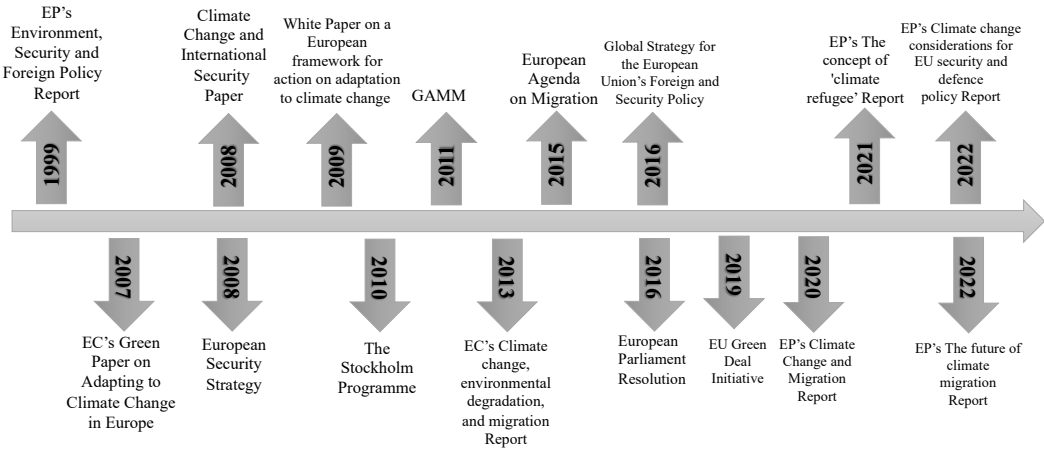 EP's
Environment,
Security and
Foreign Policy
Report
1999
Climate
Change and
International
Security
Paper
2008
White Paper on a
European
framework for
action on adaptation
to climate change
2009
GAMM
2011
European
Agenda
on Migration
2015
Global Strategy for
the European
Union's Foreign and
Security Policy
2016
EP's The
concept of
'climate
refugee' Report
2021
EP's Climate change
considerations for
EU security and
defence
policy Report
2022
2007
EC's Green
Paper on
Adapting to
Climate Change
in Europe
2008
European
Security
Strategy
2010
The
Stockholm
Programme
2013
EC's Climate
change,
environmental
degradation,
and migration
Report
2016
European
Parliament
Resolution
2019
EU Green
Deal
Initiative
2020
EP's Climate
Change and
Migration
Report
2022
EP's The future of
climate
migration
Report